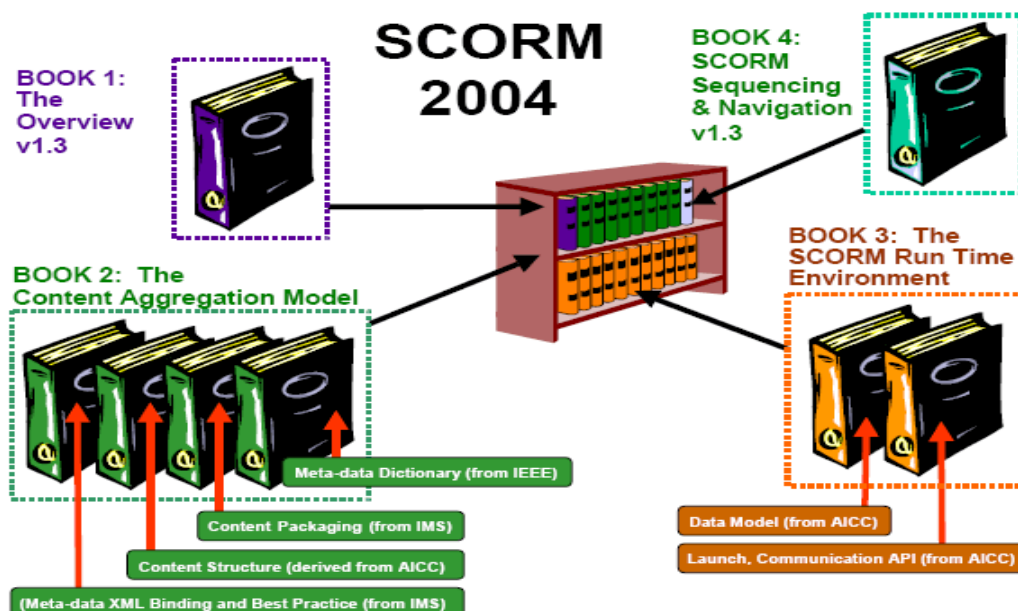 SCORM
2004
BOOK 1:
The
Overview
v1.3
BOOK 4:
SCORM
Sequencing
& Navigation
v1.3
BOOK 2: The
Content Aggregation Model
BOOK 3: The
SCORM Run Time
Environment
Meta-data Dictionary (from IEEE)
Content Packaging (from IMS)
Content Structure (derived from AICC)
(Meta-data XML Binding and Best Practice (from IMS)
Data Model (from AICC)
Launch, Communication API (from AICC)